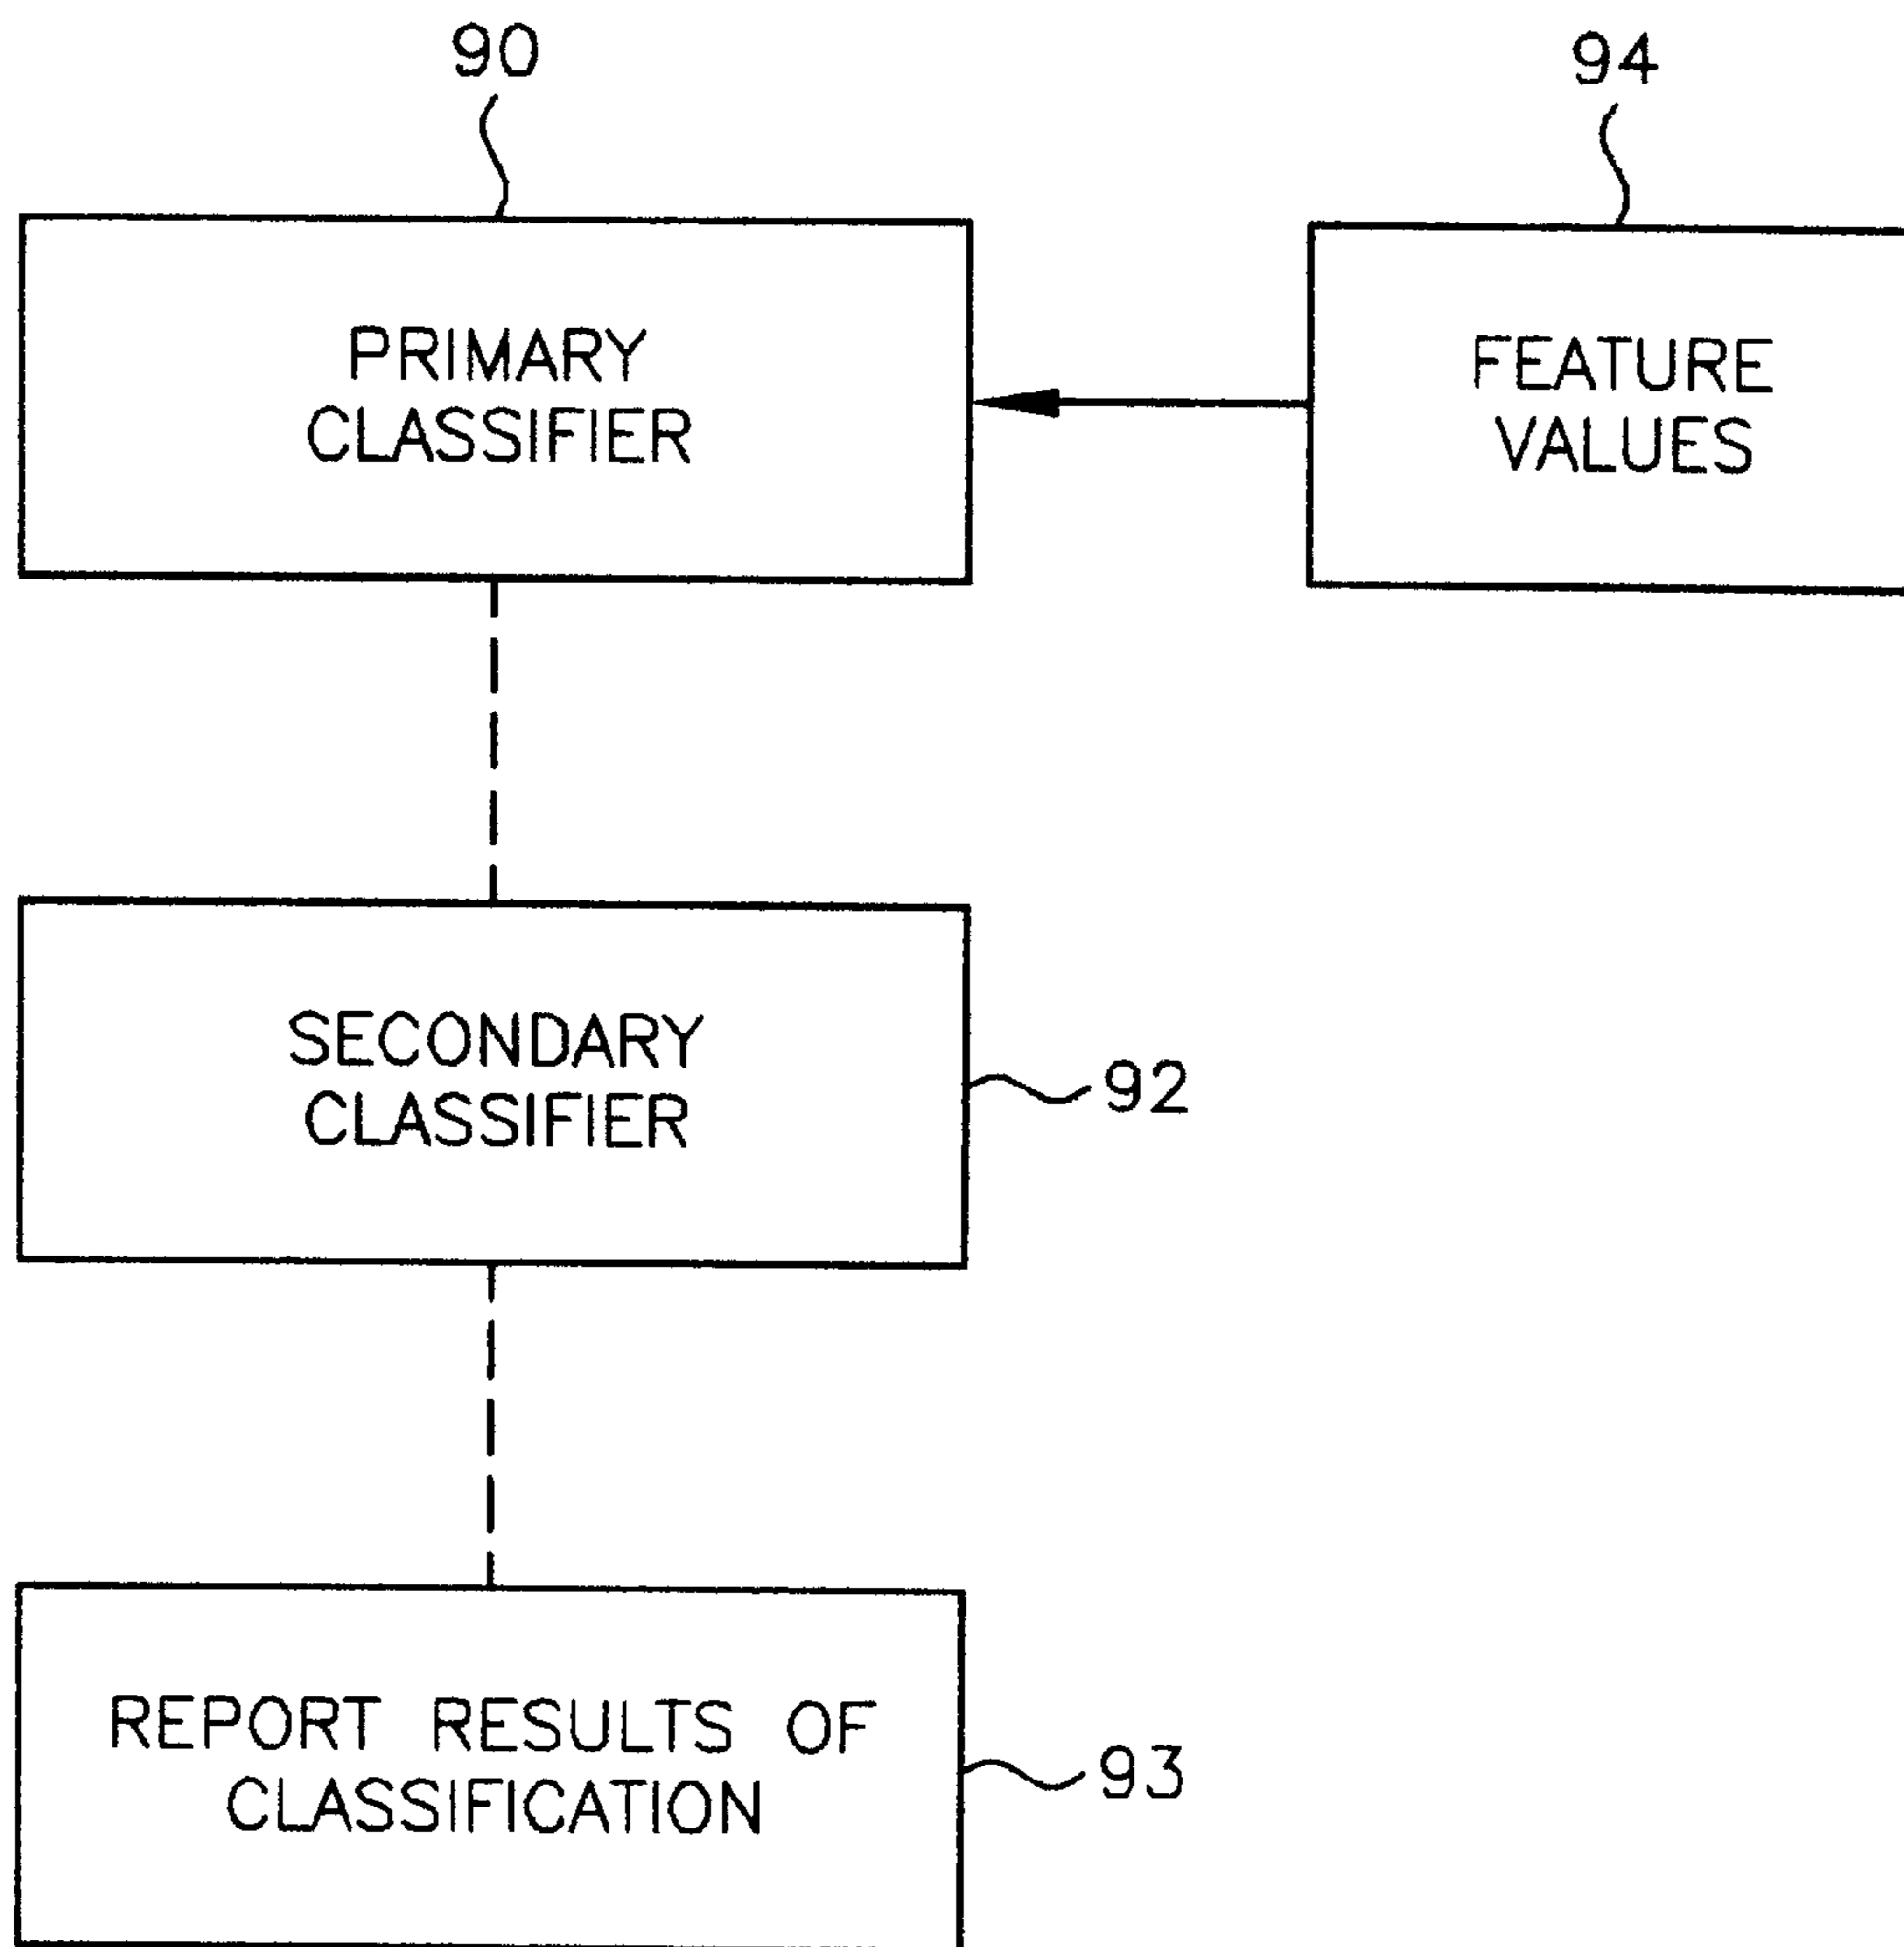 90
94
PRIMARY
CLASSIFIER
FEATURE
VALUES
SECONDARY
CLASSIFIER
92
REPORT RESULTS OF
CLASSIFICATION
93